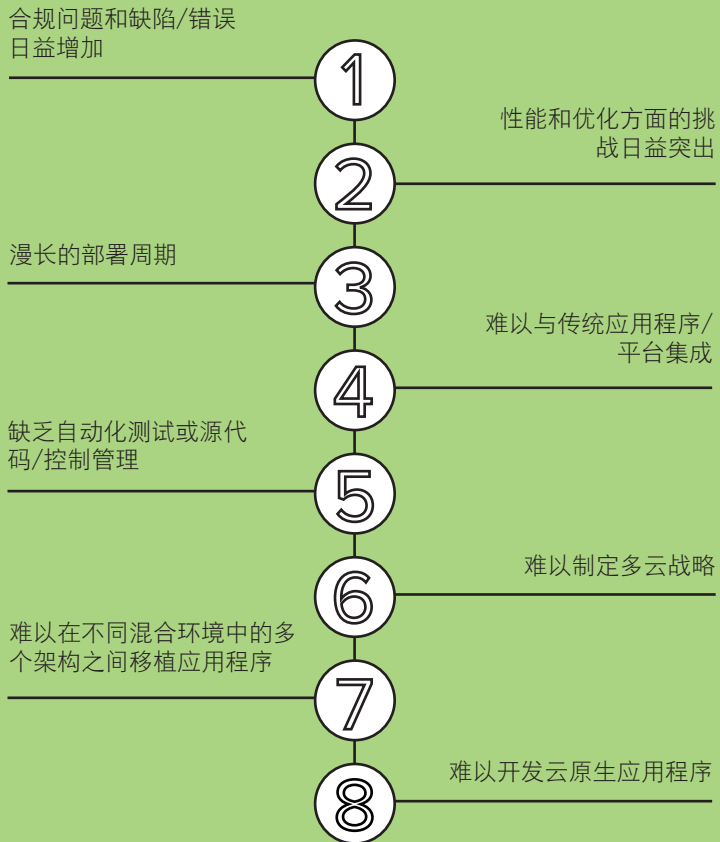 合规问题和缺陷/错误
日益增加
1
性能和优化方面的挑
战日益突出
2
漫长的部署周期
3
难以与传统应用程序/
平台集成
4
缺乏自动化测试或源代
码/控制管理
5
难以制定多云战略
6
难以在不同混合环境中的多
个架构之间移植应用程序
7
难以开发云原生应用程序
8